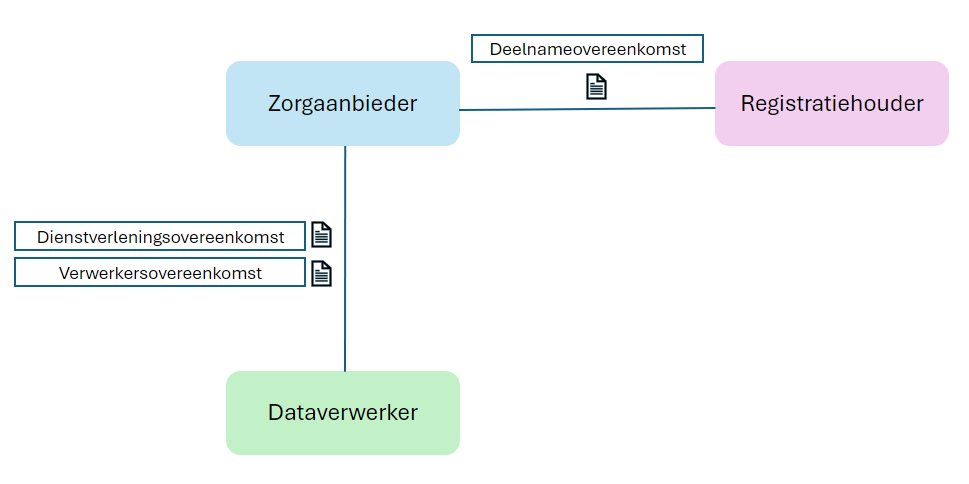 Deelnameovereenkomst
Zorgaanbieder
Registratiehouder
Dienstverleningsovereenkomst
Verwerkersovereenkomst
Dataverwerker